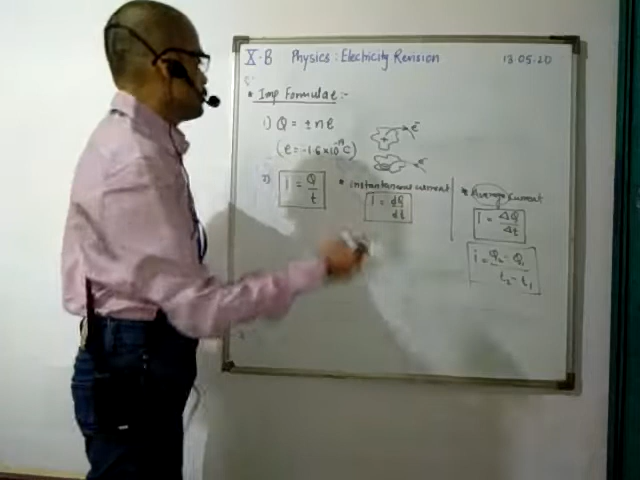 X-B Physics : Electricity Revision 13.05.20
* Imp Formulae :-
1) Q = ± n e
(e = -1.6 × 10⁻¹⁹ C)
e⁻
e⁻
2) i = Q/t
* Instantaneous current
i = dQ/dt
* Average Current
i = ΔQ/Δt
i = Q₂ - Q₁ / t₂ - t₁